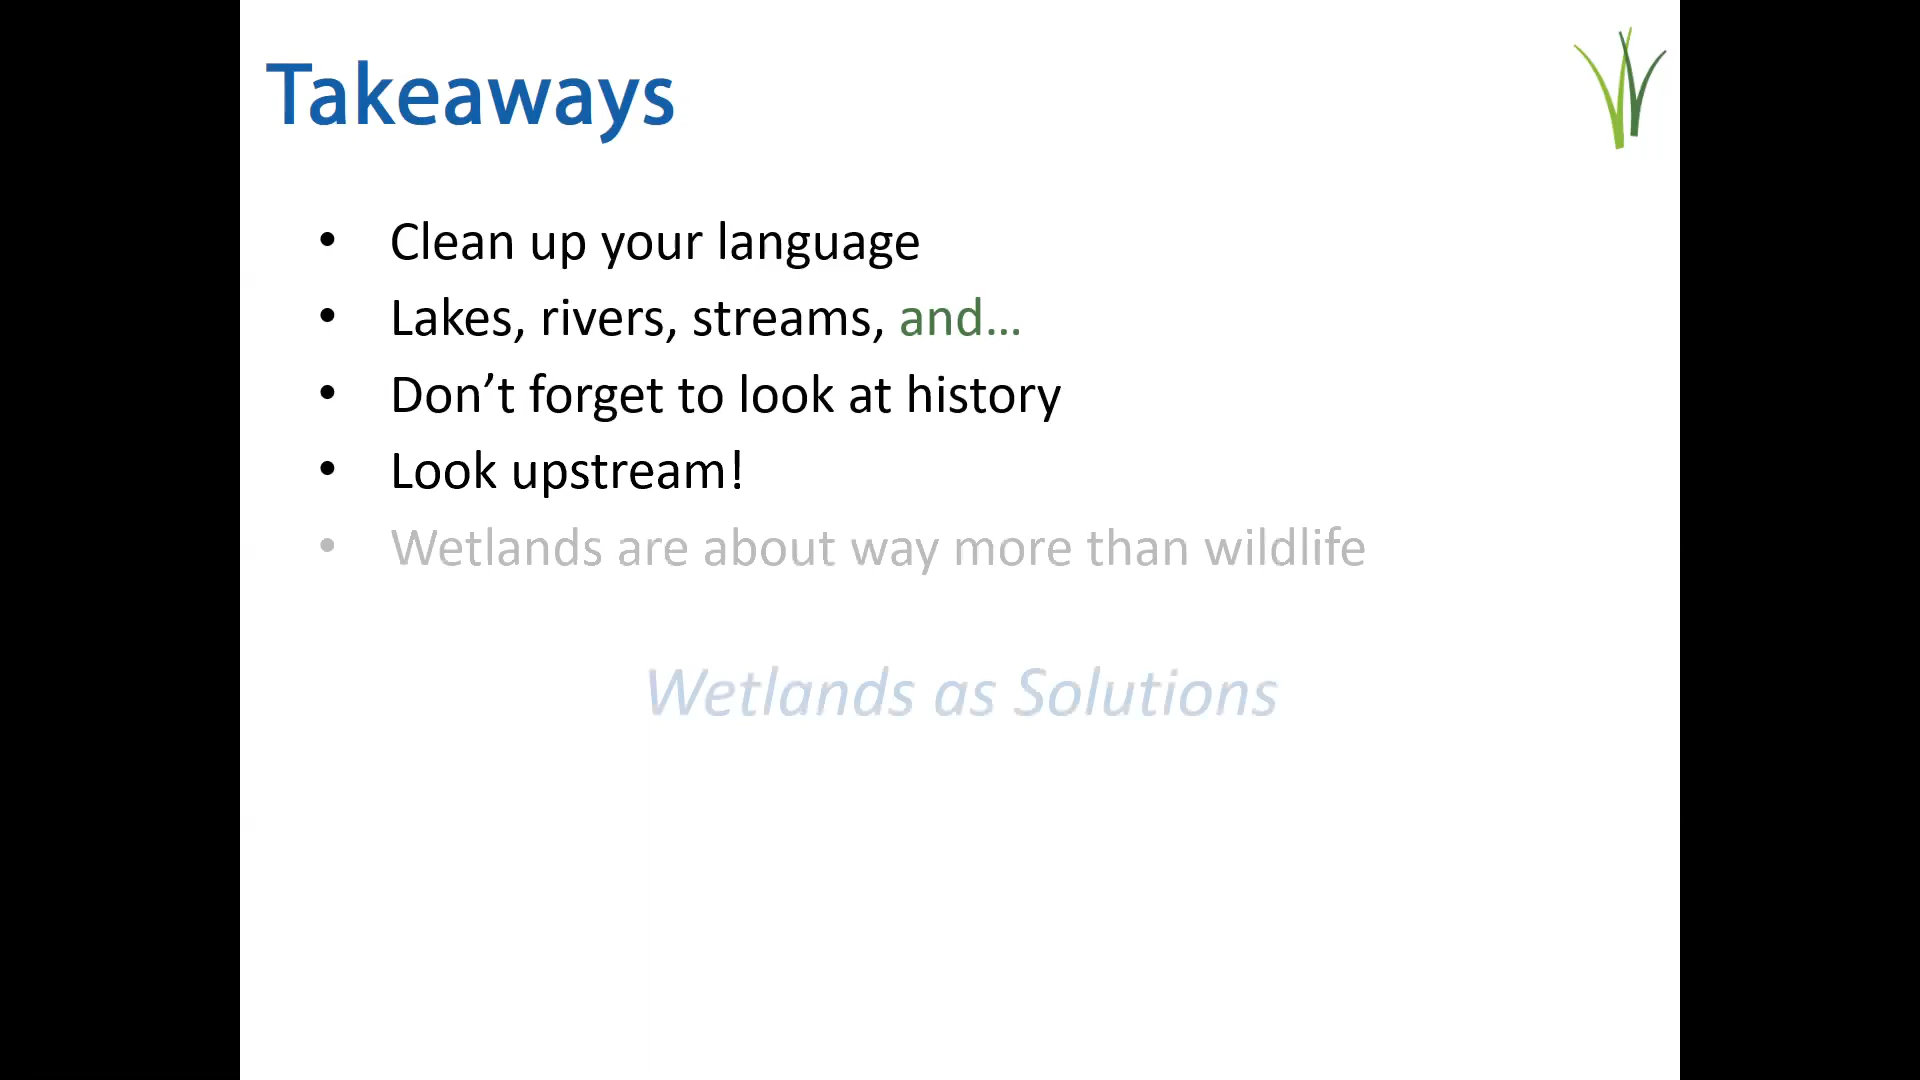 Takeaways
• Clean up your language
• Lakes, rivers, streams, and…
• Don’t forget to look at history
• Look upstream!
• Wetlands are about way more than wildlife
Wetlands as Solutions